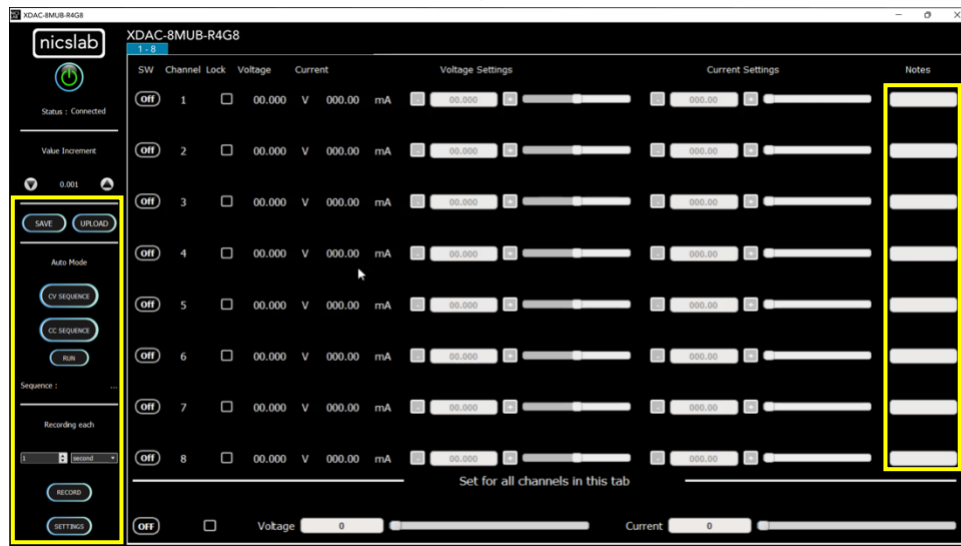 XDAC-8MUB-R4G8
nicslab
XDAC-8MUB-R4G8
1 - 8
SW Channel Lock Voltage Current Voltage Settings Current Settings Notes
Status : Connected
Value Increment
0.001
SAVE UPLOAD
Auto Mode
CV SEQUENCE
CC SEQUENCE
RUN
Sequence : ...
Recording each
1 second
RECORD
SETTINGS
Off 1 00.000 V 000.00 mA - 00.000 + - 000.00 +
Off 2 00.000 V 000.00 mA - 00.000 + - 000.00 +
Off 3 00.000 V 000.00 mA - 00.000 + - 000.00 +
Off 4 00.000 V 000.00 mA - 00.000 + - 000.00 +
Off 5 00.000 V 000.00 mA - 00.000 + - 000.00 +
Off 6 00.000 V 000.00 mA - 00.000 + - 000.00 +
Off 7 00.000 V 000.00 mA - 00.000 + - 000.00 +
Off 8 00.000 V 000.00 mA - 00.000 + - 000.00 +
Set for all channels in this tab
OFF Voltage 0 Current 0